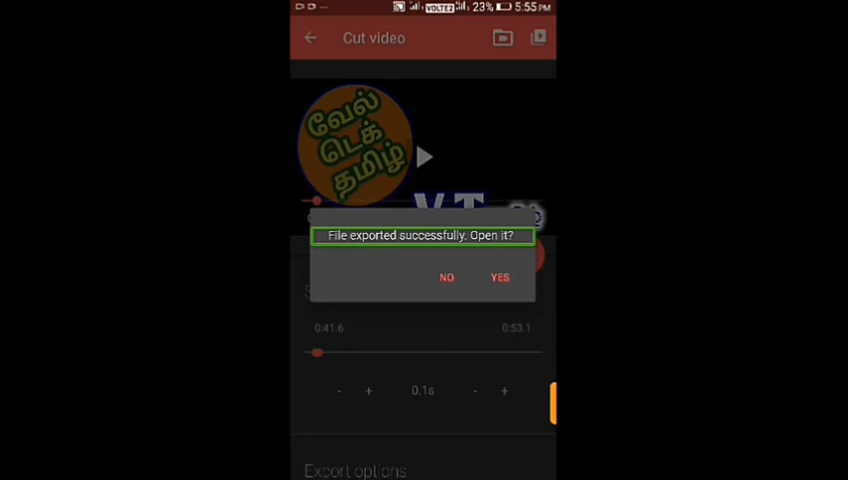 VOLTE2 23% 5:55 PM
Cut video
வேல்
டெக்
தமிழ்
V T
File exported successfully. Open it?
NO YES
0:41.6 0:53.1
- + 0.1s - +
Export options